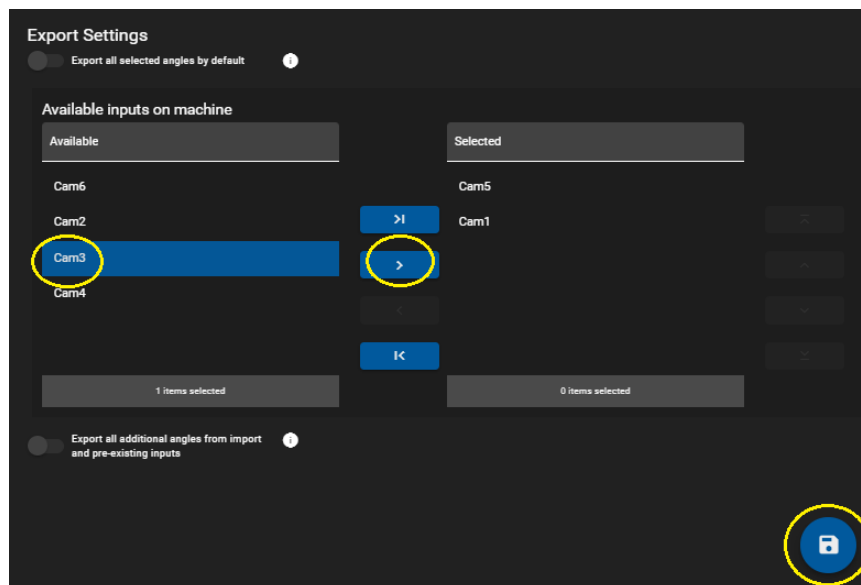 Export Settings
Export all selected angles by default
Available inputs on machine
Available
Selected
Cam6
Cam2
Cam3
Cam4
Cam5
Cam1
1 items selected
0 items selected
Export all additional angles from import
and pre-existing inputs